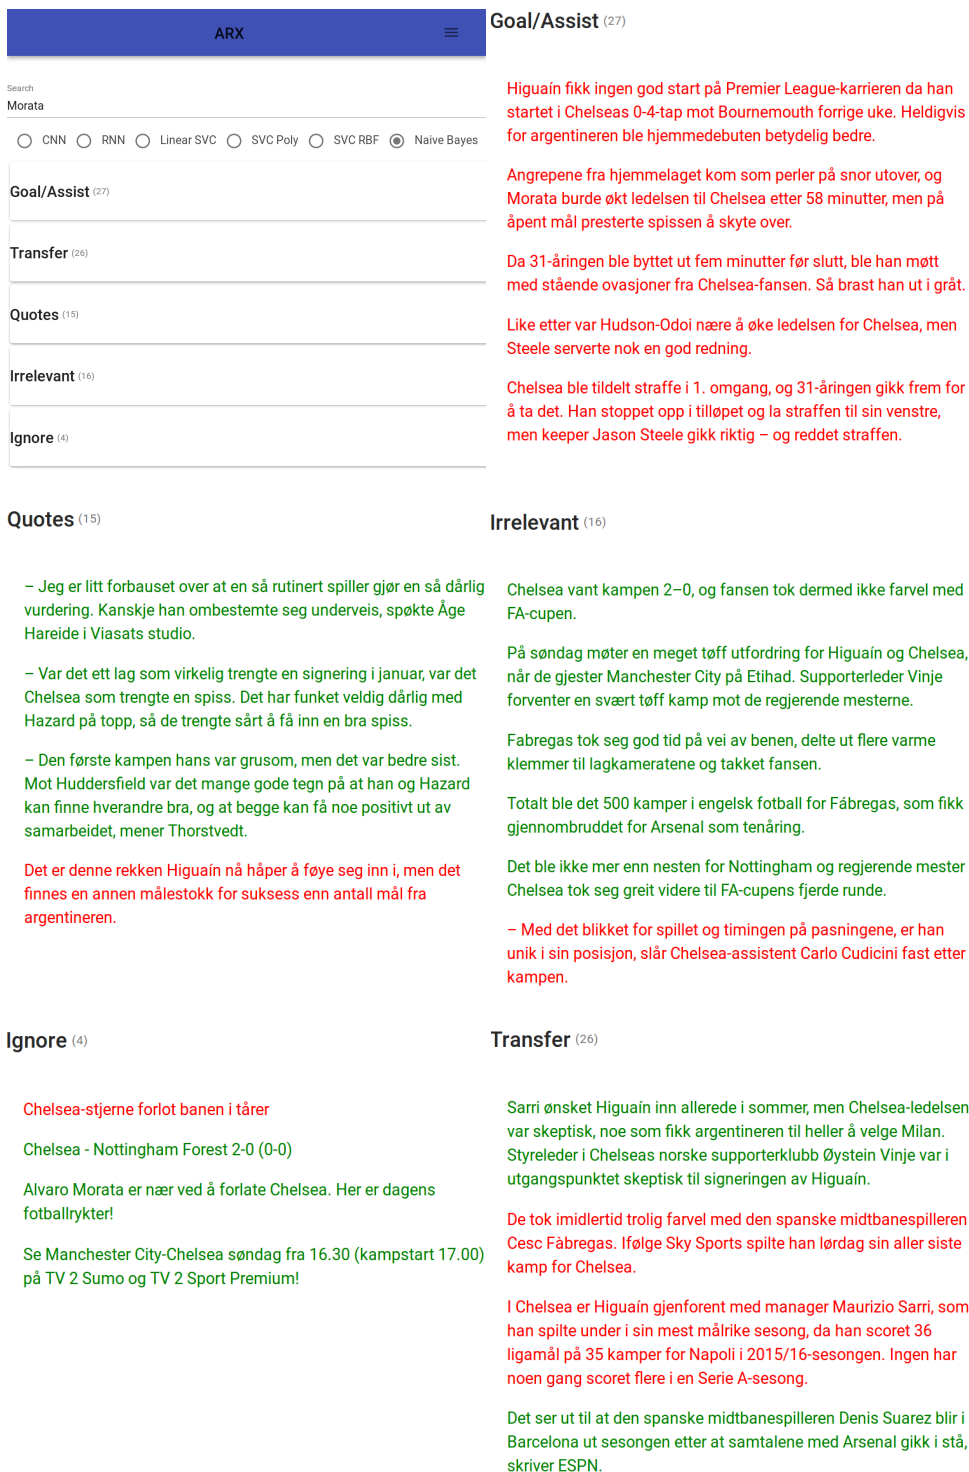 ARX
Search
Morata
CNN RNN Linear SVC SVC Poly SVC RBF Naive Bayes
Goal/Assist (27)
Transfer (26)
Quotes (15)
Irrelevant (16)
Ignore (4)
Goal/Assist (27)
Higuaín fikk ingen god start på Premier League-karrieren da han
startet i Chelseas 0-4-tap mot Bournemouth forrige uke. Heldigvis
for argentineren ble hjemmedebuten betydelig bedre.
Angrepene fra hjemmelaget kom som perler på snor utover, og
Morata burde økt ledelsen til Chelsea etter 58 minutter, men på
åpent mål presterte spissen å skyte over.
Da 31-åringen ble byttet ut fem minutter før slutt, ble han møtt
med stående ovasjoner fra Chelsea-fansen. Så brast han ut i gråt.
Like etter var Hudson-Odoi nære å øke ledelsen for Chelsea, men
Steele serverte nok en god redning.
Chelsea ble tildelt straffe i 1. omgang, og 31-åringen gikk frem for
å ta det. Han stoppet opp i tilløpet og la straffen til sin venstre,
men keeper Jason Steele gikk riktig – og reddet straffen.
Quotes (15)
– Jeg er litt forbauset over at en så rutinert spiller gjør en så dårlig
vurdering. Kanskje han ombestemte seg underveis, spøkte Åge
Hareide i Viasats studio.
– Var det ett lag som virkelig trengte en signering i januar, var det
Chelsea som trengte en spiss. Det har funket veldig dårlig med
Hazard på topp, så de trengte sårt å få inn en bra spiss.
– Den første kampen hans var grusom, men det var bedre sist.
Mot Huddersfield var det mange gode tegn på at han og Hazard
kan finne hverandre bra, og at begge kan få noe positivt ut av
samarbeidet, mener Thorstvedt.
Det er denne rekken Higuaín nå håper å føye seg inn i, men det
finnes en annen målestokk for suksess enn antall mål fra
argentineren.
Irrelevant (16)
Chelsea vant kampen 2–0, og fansen tok dermed ikke farvel med
FA-cupen.
På søndag møter en meget tøff utfordring for Higuaín og Chelsea,
når de gjester Manchester City på Etihad. Supporterleder Vinje
forventer en svært tøff kamp mot de regjerende mesterne.
Fabregas tok seg god tid på vei av benen, delte ut flere varme
klemmer til lagkameratene og takket fansen.
Totalt ble det 500 kamper i engelsk fotball for Fábregas, som fikk
gjennombruddet for Arsenal som tenåring.
Det ble ikke mer enn nesten for Nottingham og regjerende mester
Chelsea tok seg greit videre til FA-cupens fjerde runde.
– Med det blikket for spillet og timingen på pasningene, er han
unik i sin posisjon, slår Chelsea-assistent Carlo Cudicini fast etter
kampen.
Ignore (4)
Chelsea-stjerne forlot banen i tårer
Chelsea - Nottingham Forest 2-0 (0-0)
Alvaro Morata er nær ved å forlate Chelsea. Her er dagens
fotballrykter!
Se Manchester City-Chelsea søndag fra 16.30 (kampstart 17.00)
på TV 2 Sumo og TV 2 Sport Premium!
Transfer (26)
Sarri ønsket Higuaín inn allerede i sommer, men Chelsea-ledelsen
var skeptisk, noe som fikk argentineren til heller å velge Milan.
Styreleder i Chelseas norske supporterklubb Øystein Vinje var i
utgangspunktet skeptisk til signeringen av Higuaín.
De tok imidlertid trolig farvel med den spanske midtbanespilleren
Cesc Fàbregas. Ifølge Sky Sports spilte han lørdag sin aller siste
kamp for Chelsea.
I Chelsea er Higuaín gjenforent med manager Maurizio Sarri, som
han spilte under i sin mest målrike sesong, da han scoret 36
ligamål på 35 kamper for Napoli i 2015/16-sesongen. Ingen har
noen gang scoret flere i en Serie A-sesong.
Det ser ut til at den spanske midtbanespilleren Denis Suarez blir i
Barcelona ut sesongen etter at samtalene med Arsenal gikk i stå,
skriver ESPN.